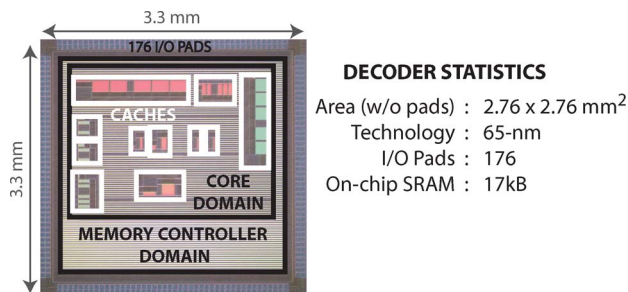 3.3 mm
3.3 mm
176 I/O PADS
CACHES
CORE
DOMAIN
MEMORY CONTROLLER
DOMAIN
DECODER STATISTICS
Area (w/o pads) : 2.76 x 2.76 mm²
Technology : 65-nm
I/O Pads : 176
On-chip SRAM : 17kB